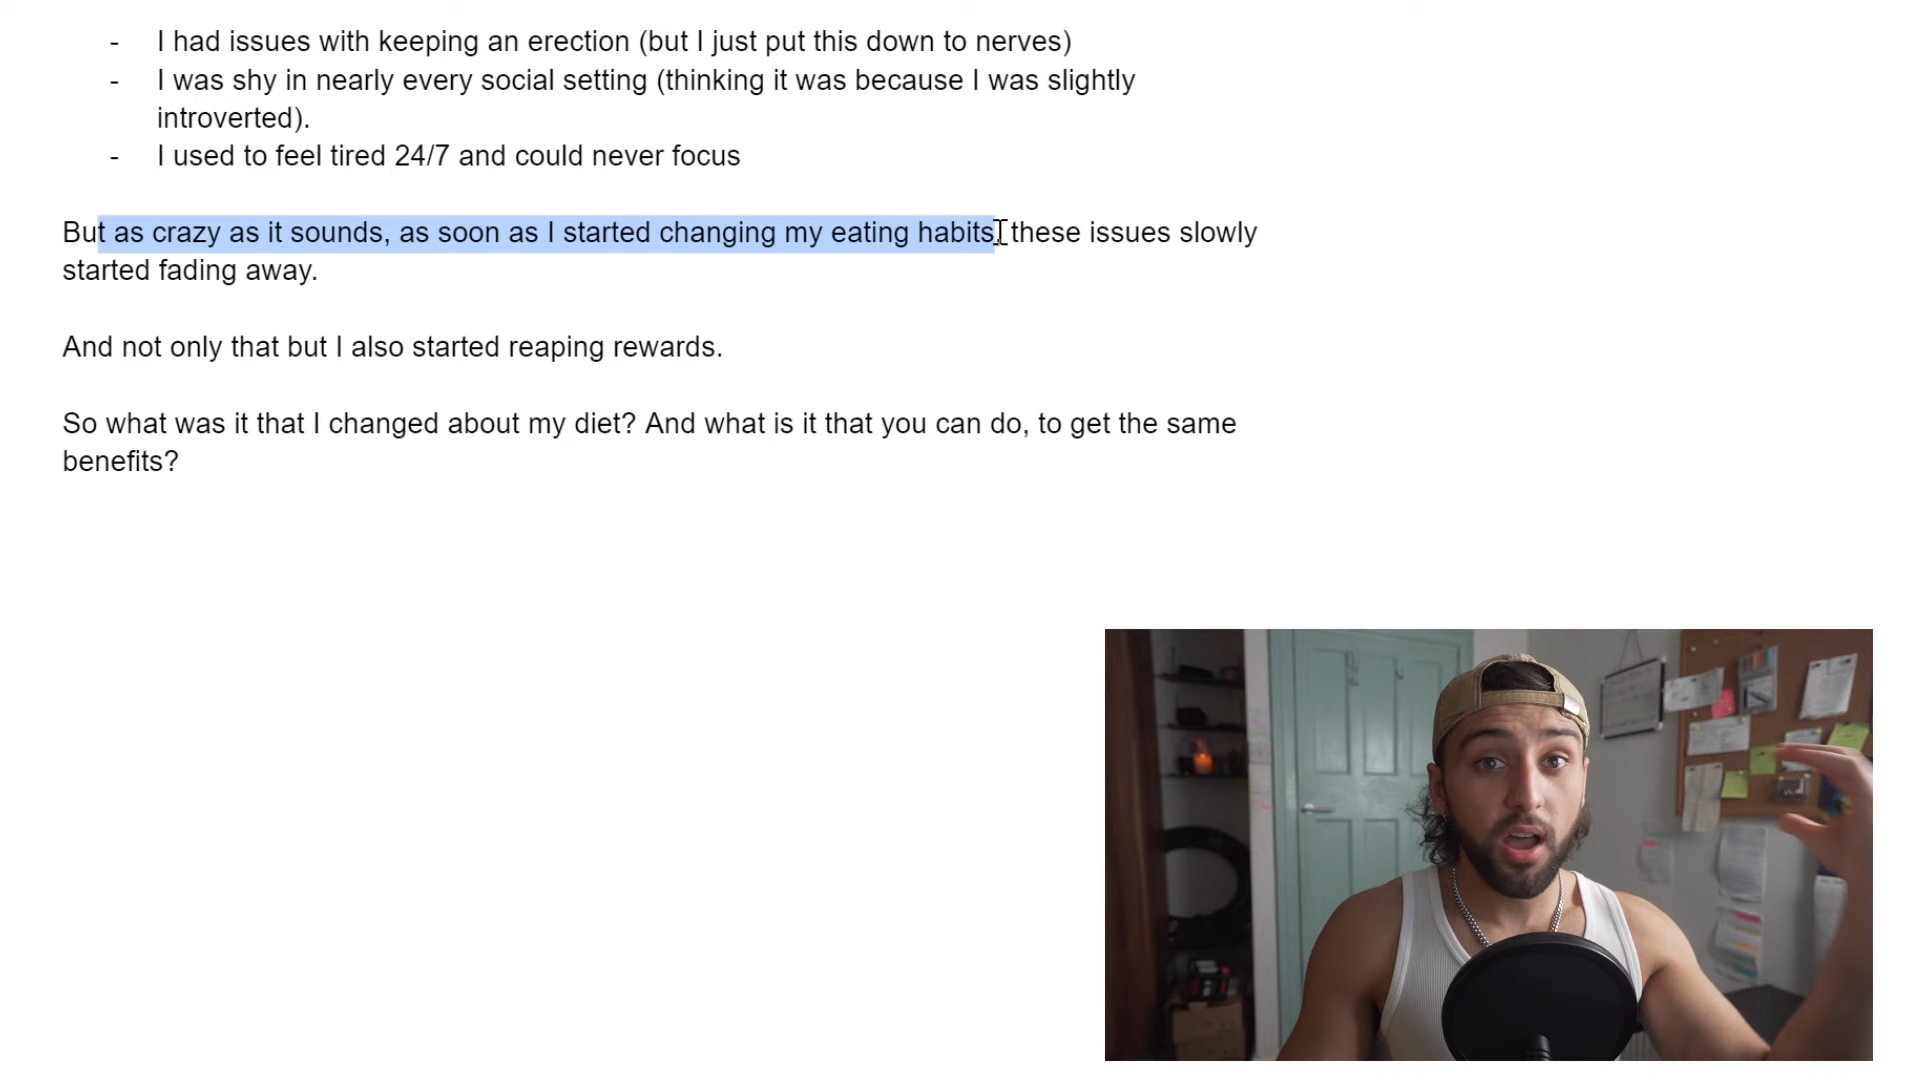 - I had issues with keeping an erection (but I just put this down to nerves)
- I was shy in nearly every social setting (thinking it was because I was slightly
introverted).
- I used to feel tired 24/7 and could never focus
But as crazy as it sounds, as soon as I started changing my eating habits, these issues slowly
started fading away.
And not only that but I also started reaping rewards.
So what was it that I changed about my diet? And what is it that you can do, to get the same
benefits?